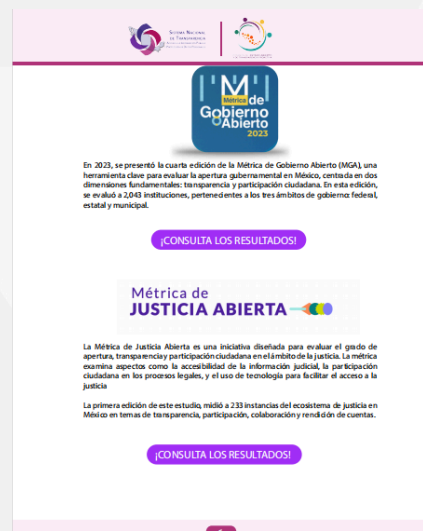 SISTEMA NACIONAL
DE TRANSPARENCIA
Métrica de
Gobierno
Abierto
2023
En 2023, se presentó la cuarta edición de la Métrica de Gobierno Abierto (MGA), una
herramienta clave para evaluar la apertura gubernamental en México, centrada en dos
dimensiones fundamentales: transparencia y participación ciudadana. En esta edición,
se evaluó a 2,043 instituciones, pertenecientes a los tres ámbitos de gobierno: federal,
estatal y municipal.
¡CONSULTA LOS RESULTADOS!
Métrica de
JUSTICIA ABIERTA
La Métrica de Justicia Abierta es una iniciativa diseñada para evaluar el grado de
apertura, transparencia y participación ciudadana en el ámbito de la justicia. La métrica
examina aspectos como la accesibilidad de la información judicial, la participación
ciudadana en los procesos legales, y el uso de tecnología para facilitar el acceso a la
justicia
La primera edición de este estudio, midió a 233 instancias del ecosistema de justicia en
México en temas de transparencia, participación, colaboración y rendición de cuentas.
¡CONSULTA LOS RESULTADOS!